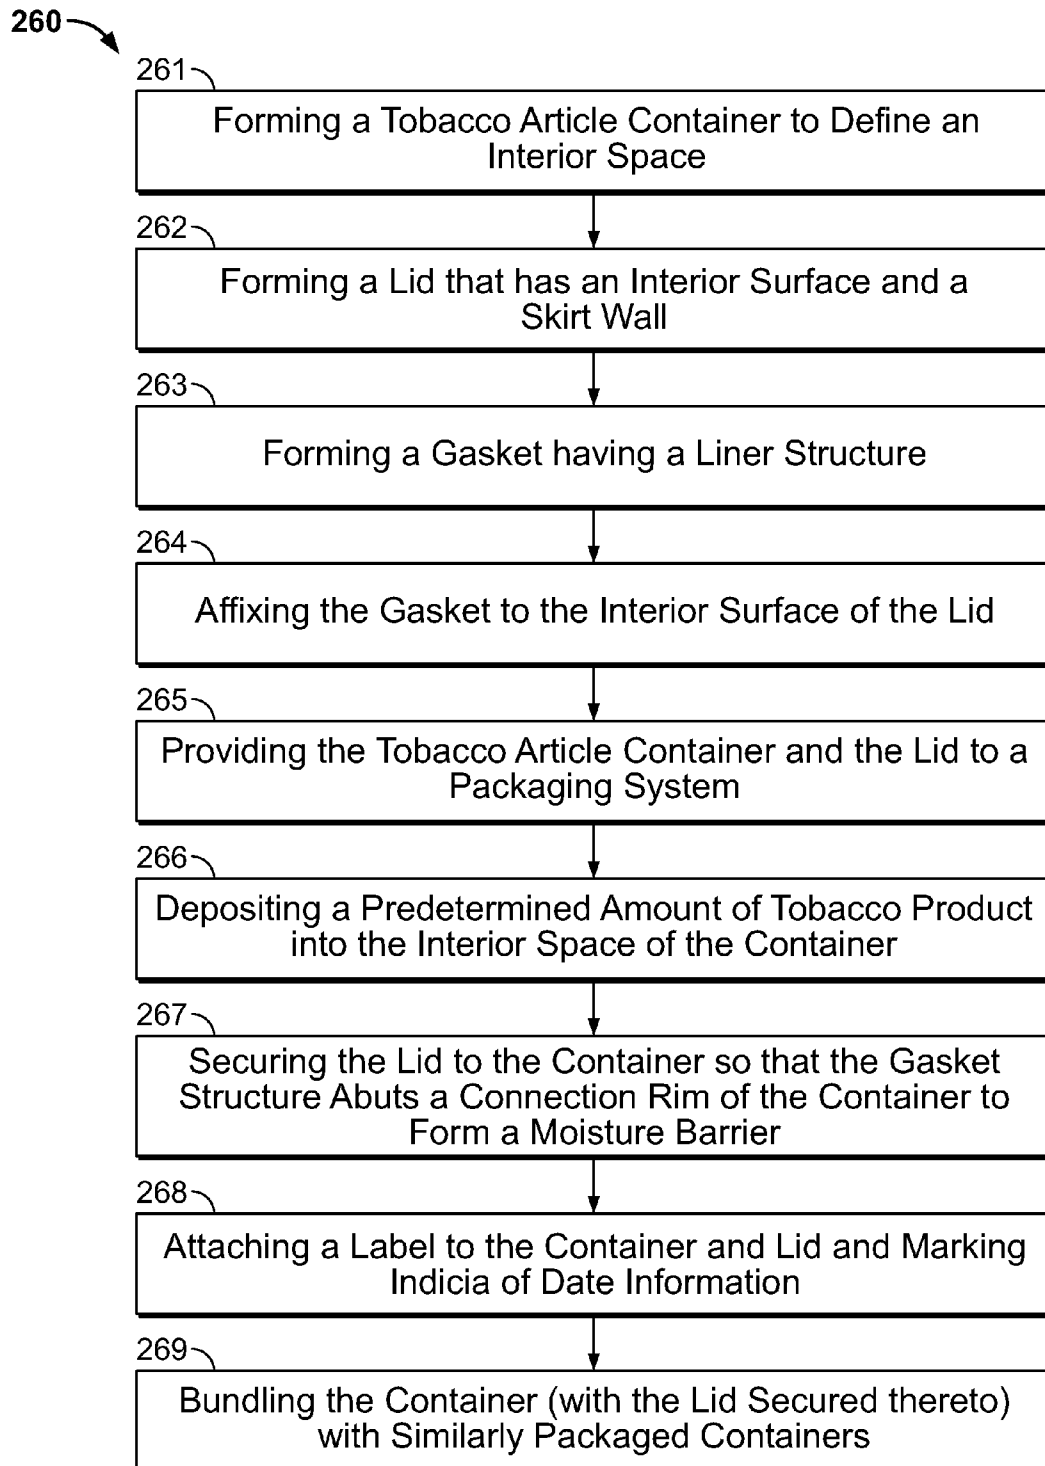 260
261
Forming a Tobacco Article Container to Define an
Interior Space
262
Forming a Lid that has an Interior Surface and a
Skirt Wall
263
Forming a Gasket having a Liner Structure
264
Affixing the Gasket to the Interior Surface of the Lid
265
Providing the Tobacco Article Container and the Lid to a
Packaging System
266
Depositing a Predetermined Amount of Tobacco Product
into the Interior Space of the Container
267
Securing the Lid to the Container so that the Gasket
Structure Abuts a Connection Rim of the Container to
Form a Moisture Barrier
268
Attaching a Label to the Container and Lid and Marking
Indicia of Date Information
269
Bundling the Container (with the Lid Secured thereto)
with Similarly Packaged Containers